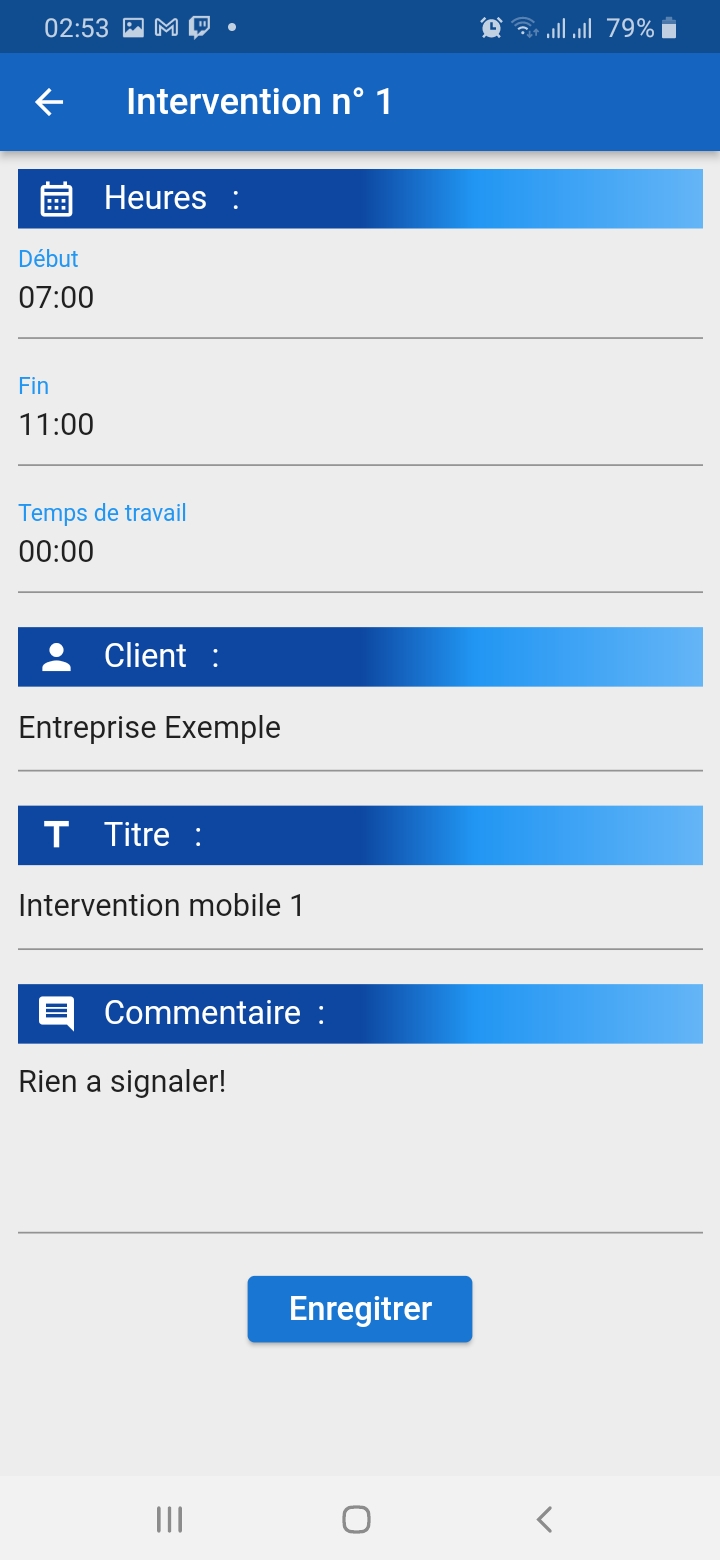 02:53
79%
Intervention n° 1
Heures :
Début
07:00
Fin
11:00
Temps de travail
00:00
Client :
Entreprise Exemple
T Titre :
Intervention mobile 1
Commentaire :
Rien a signaler!
Enregitrer